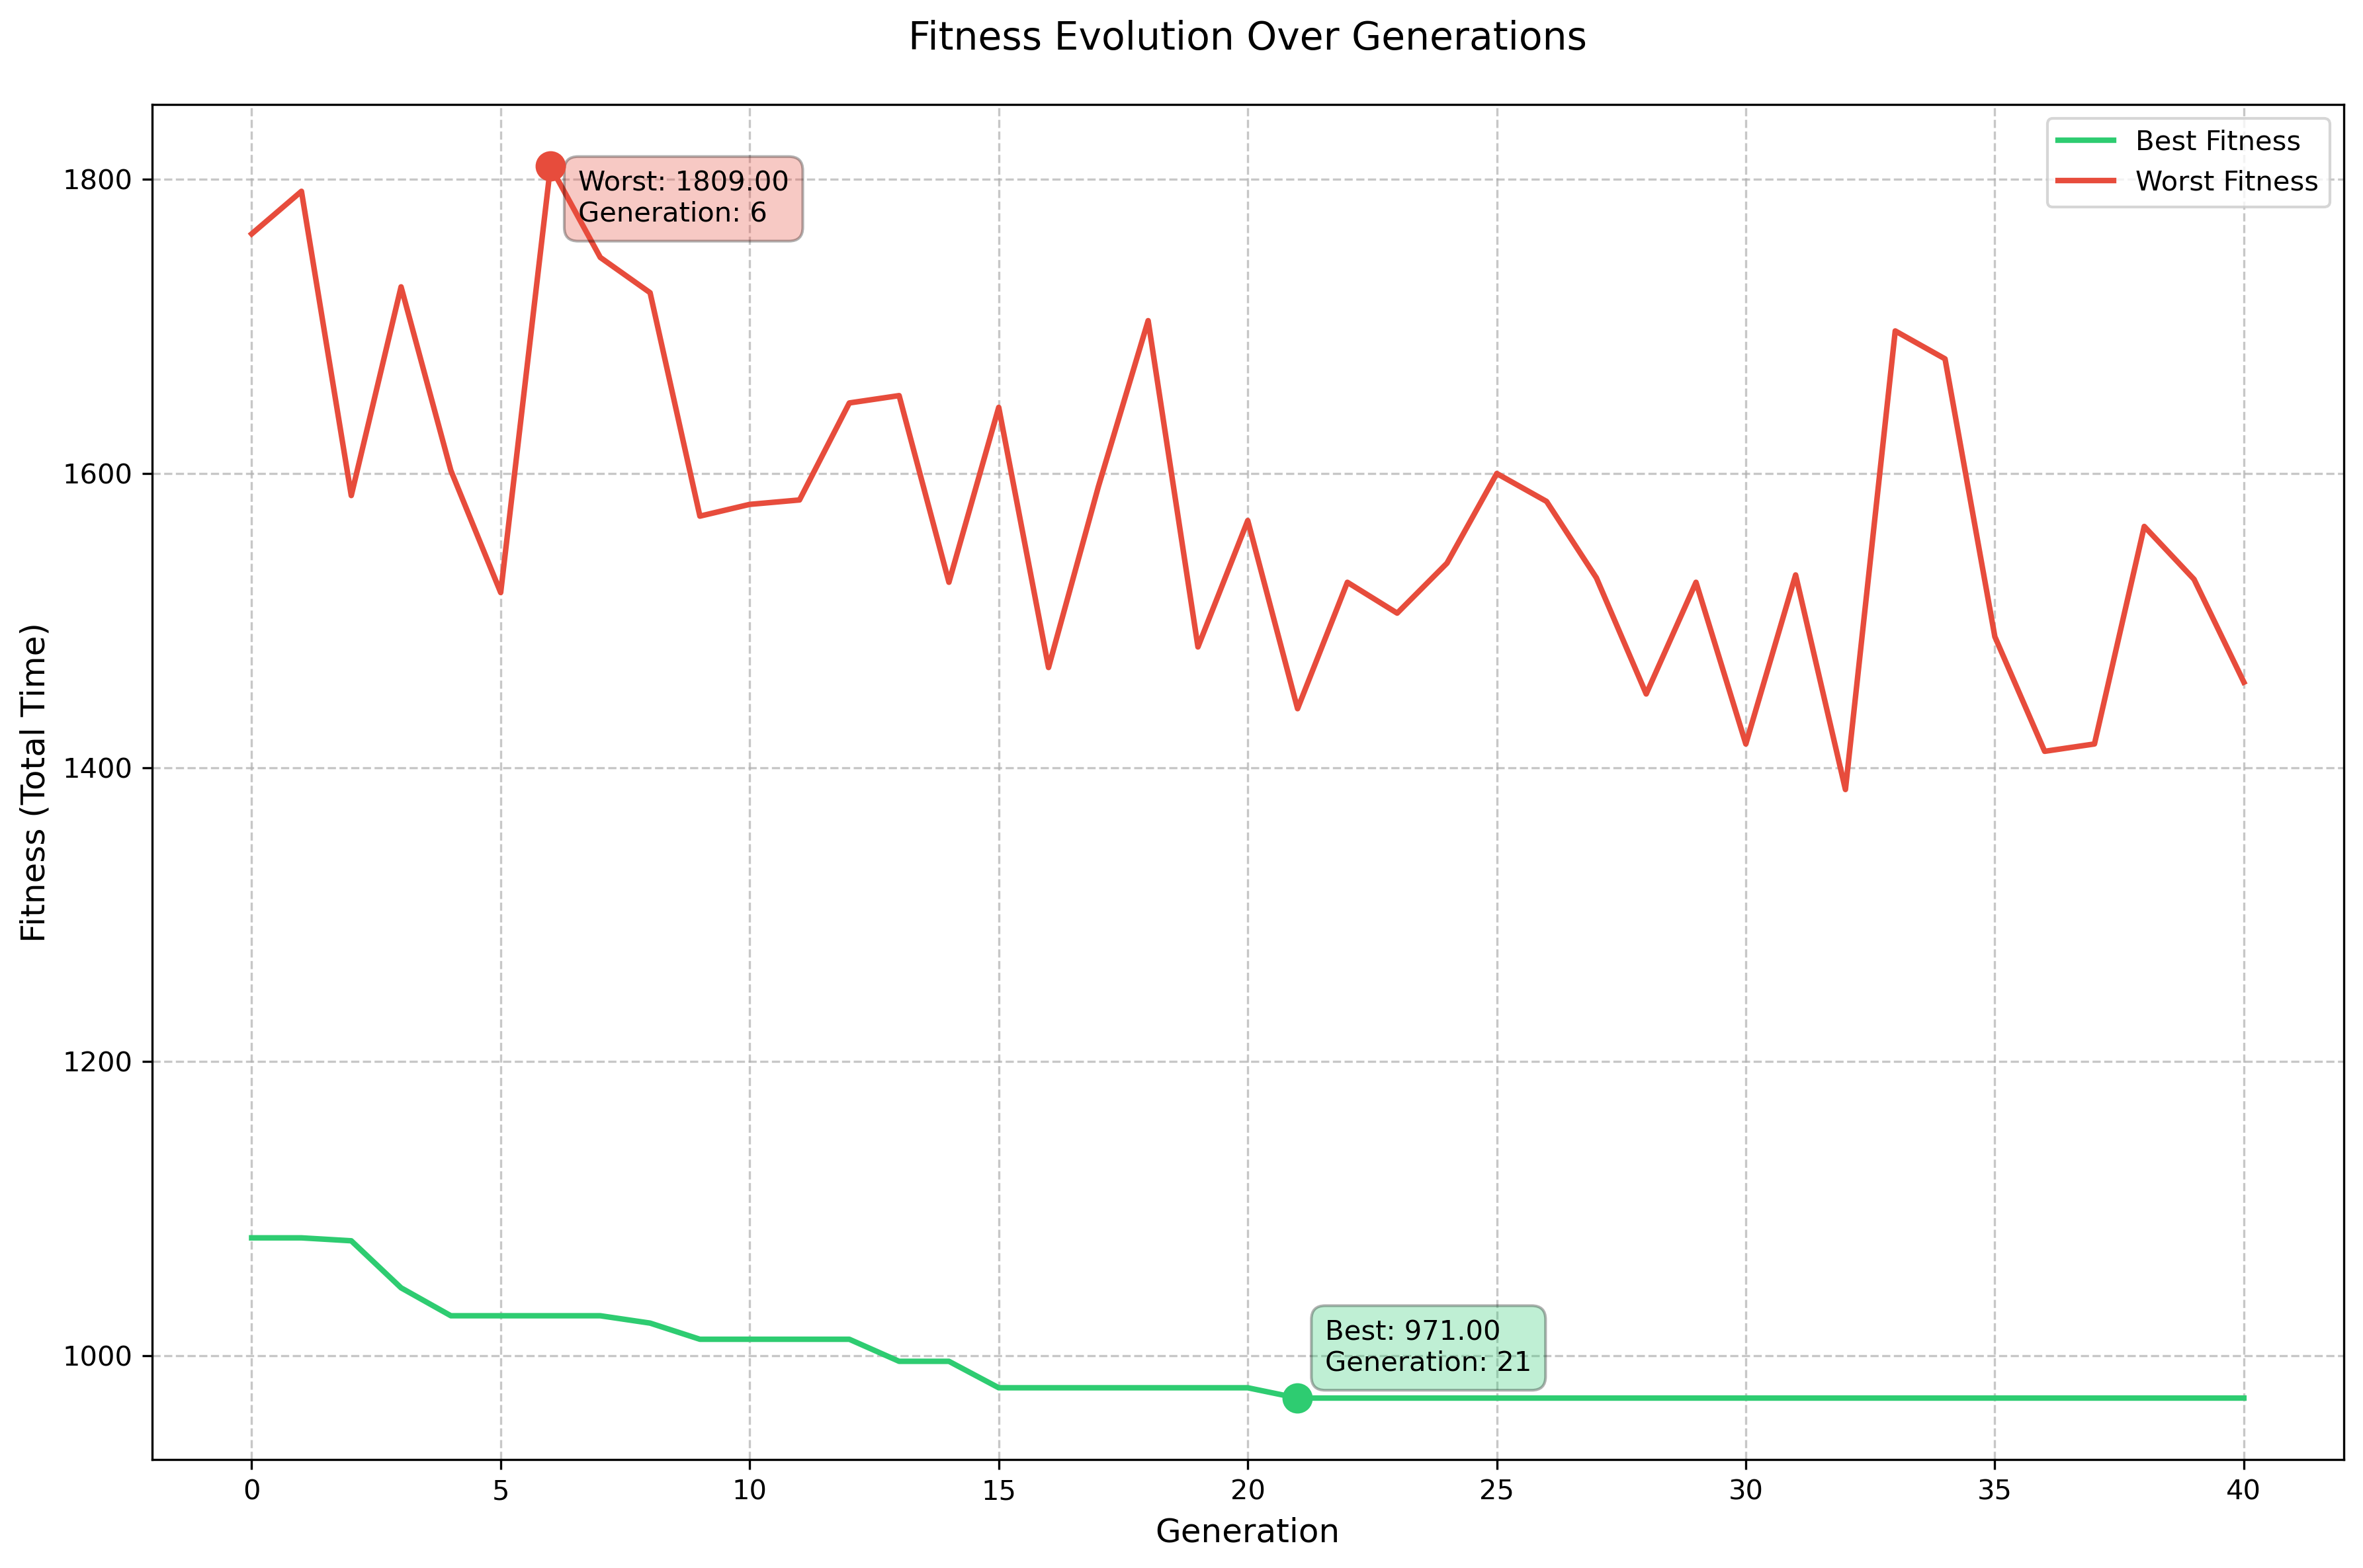 Fitness Evolution Over Generations
Best Fitness
Worst Fitness
Worst: 1809.00
Generation: 6
Best: 971.00
Generation: 21
Fitness (Total Time)
1800
1600
1400
1200
1000
0 5 10 15 20 25 30 35 40
Generation